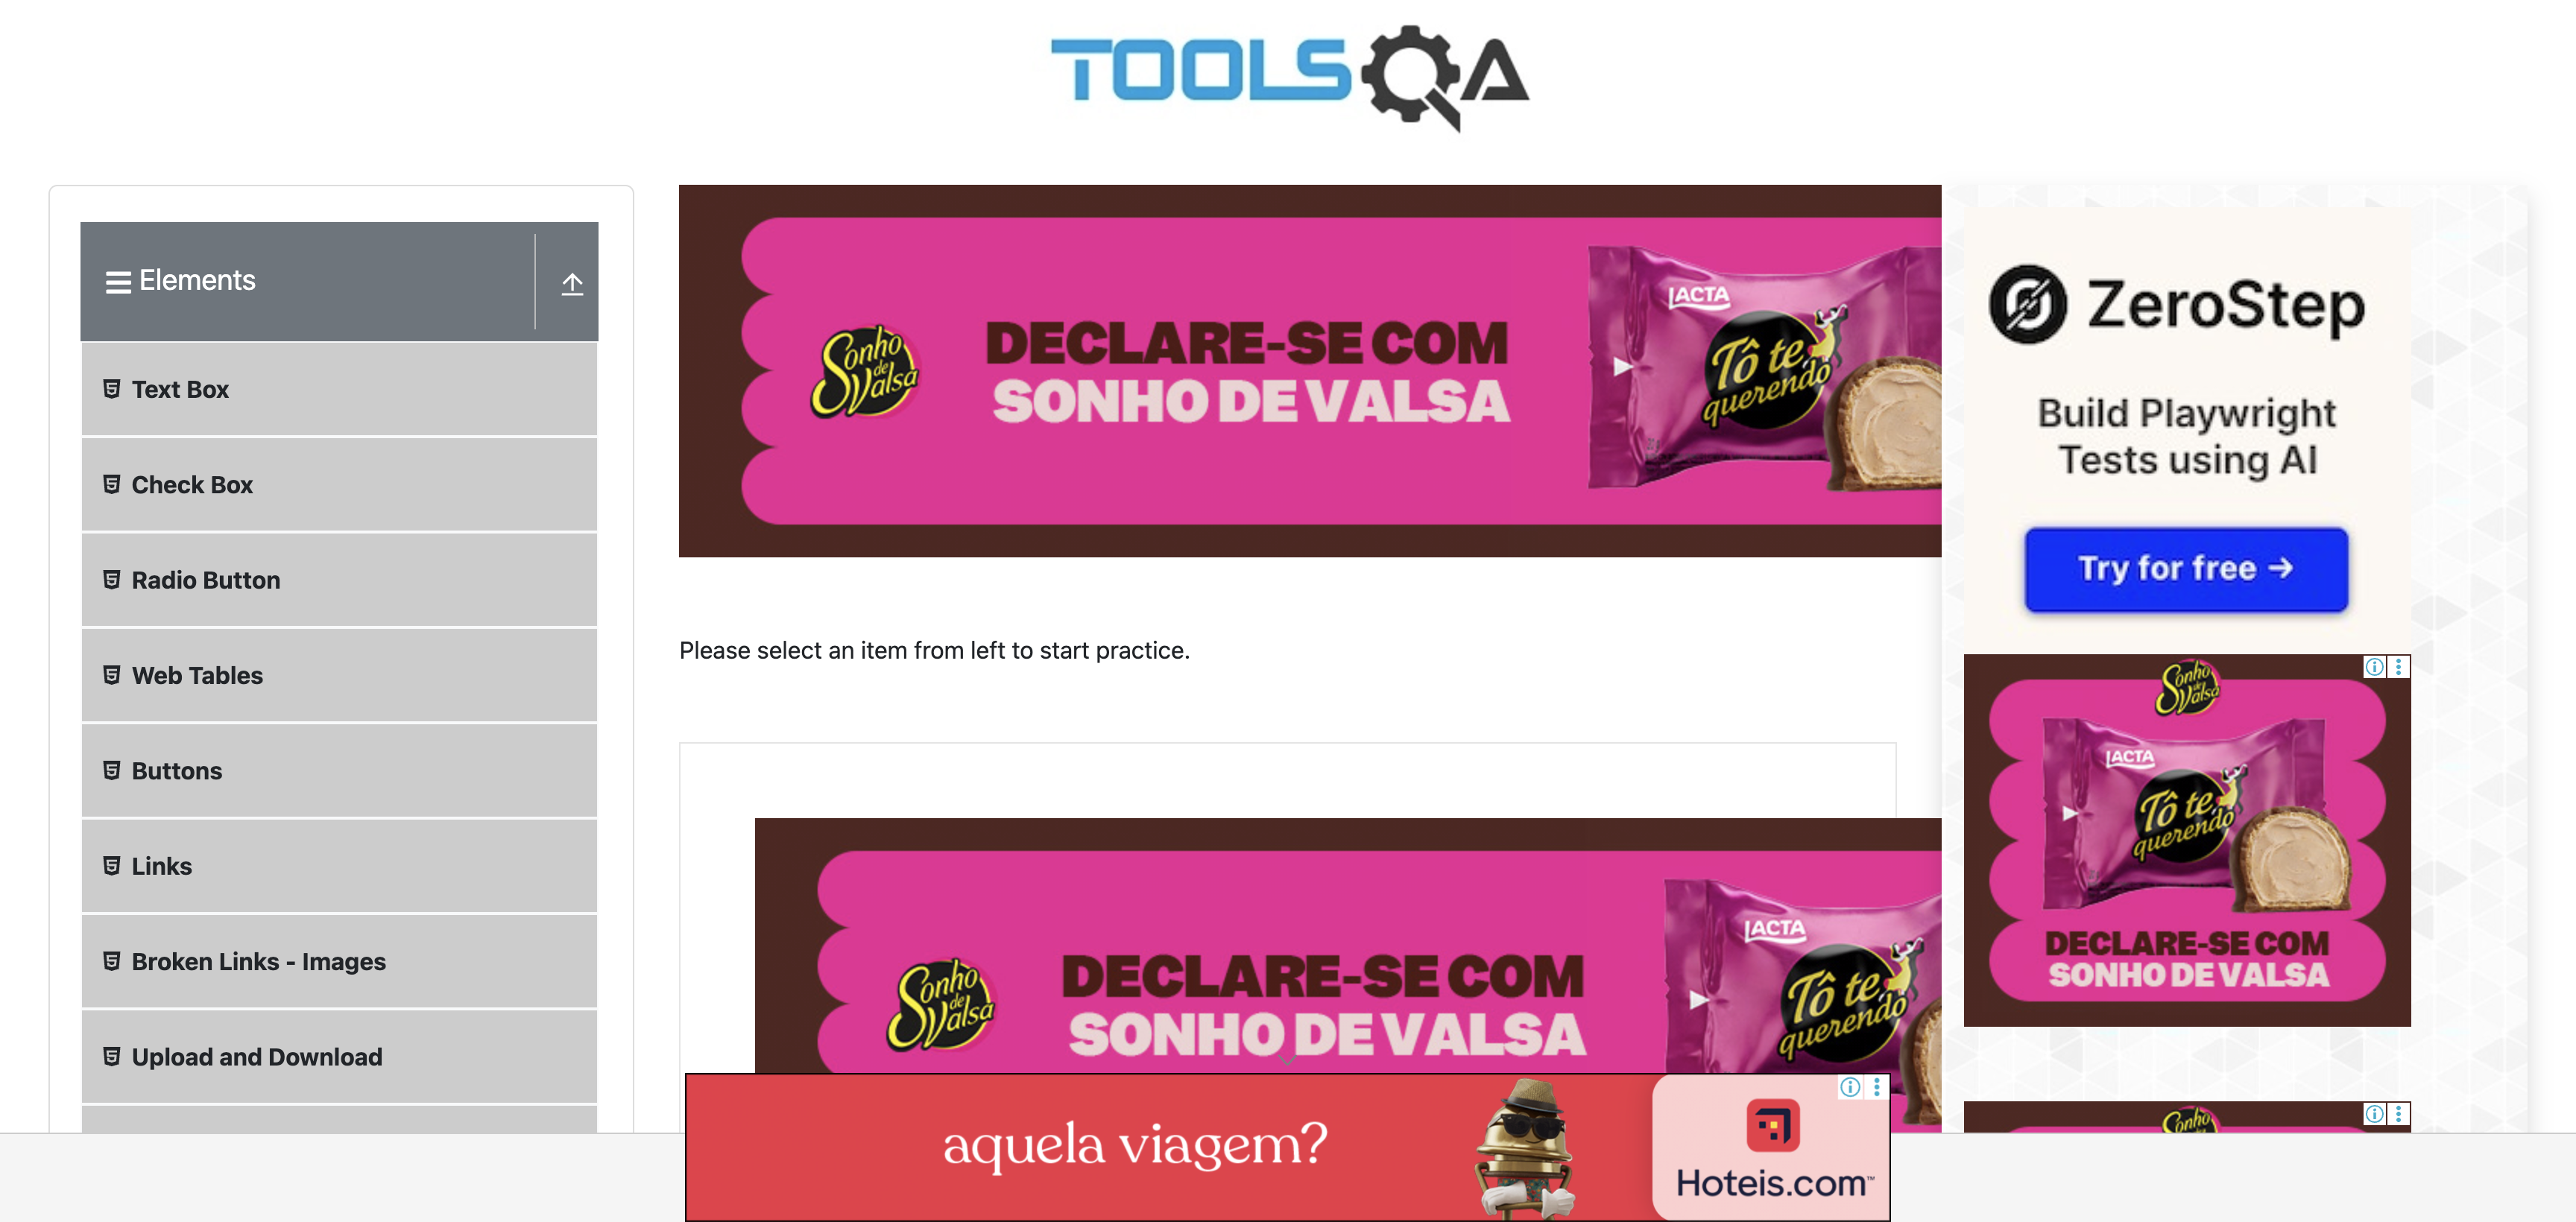 TOOLSQA
Elements
Text Box
Check Box
Radio Button
Web Tables
Buttons
Links
Broken Links - Images
Upload and Download
Sonho
de
Valsa
DECLARE-SE COM
SONHO DE VALSA
LACTA
Tô te
querendo
Please select an item from left to start practice.
Sonho
de
Valsa
DECLARE-SE COM
SONHO DE VALSA
LACTA
Tô te
querendo
aquela viagem?
Hoteis.com™
ZeroStep
Build Playwright
Tests using AI
Try for free →
Sonho
de
Valsa
LACTA
Tô te
querendo
DECLARE-SE COM
SONHO DE VALSA
Sonho